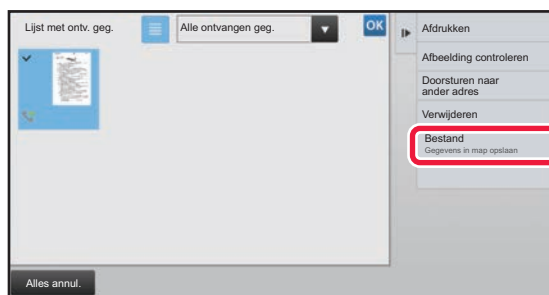 Lijst met ontv. geg.
Alle ontvangen geg.
OK
Afdrukken
Afbeelding controleren
Doorsturen naar
ander adres
Verwijderen
Bestand
Gegevens in map opslaan
Alles annul.